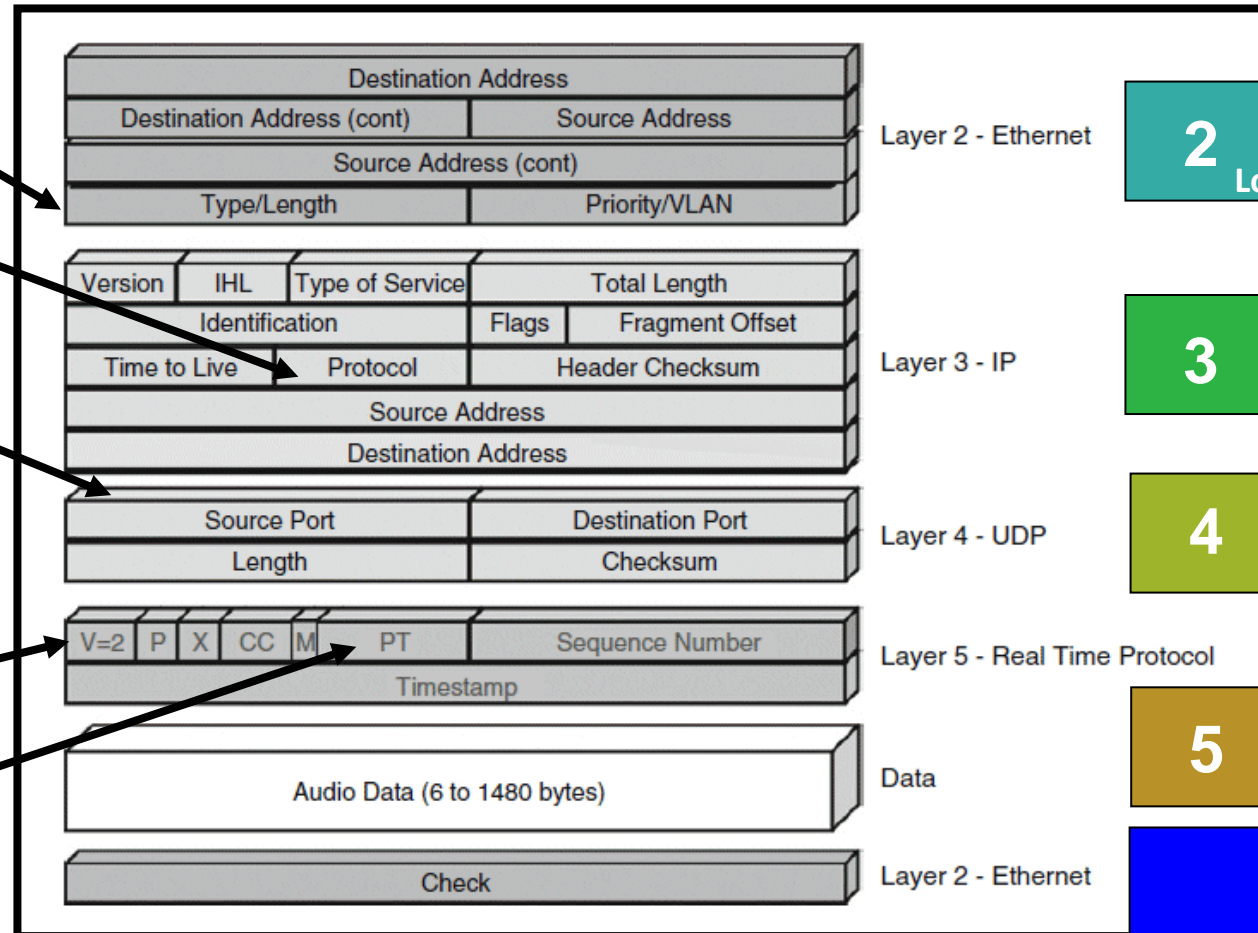 Destination Address
Destination Address (cont) Source Address
Source Address (cont)
Type/Length Priority/VLAN
Layer 2 - Ethernet
2
Version IHL Type of Service Total Length
Identification Flags Fragment Offset
Time to Live Protocol Header Checksum
Source Address
Destination Address
Layer 3 - IP
3
Source Port Destination Port
Length Checksum
Layer 4 - UDP
4
V=2 P X CC M PT Sequence Number
Timestamp
Layer 5 - Real Time Protocol
5
Audio Data (6 to 1480 bytes)
Data
Check
Layer 2 - Ethernet